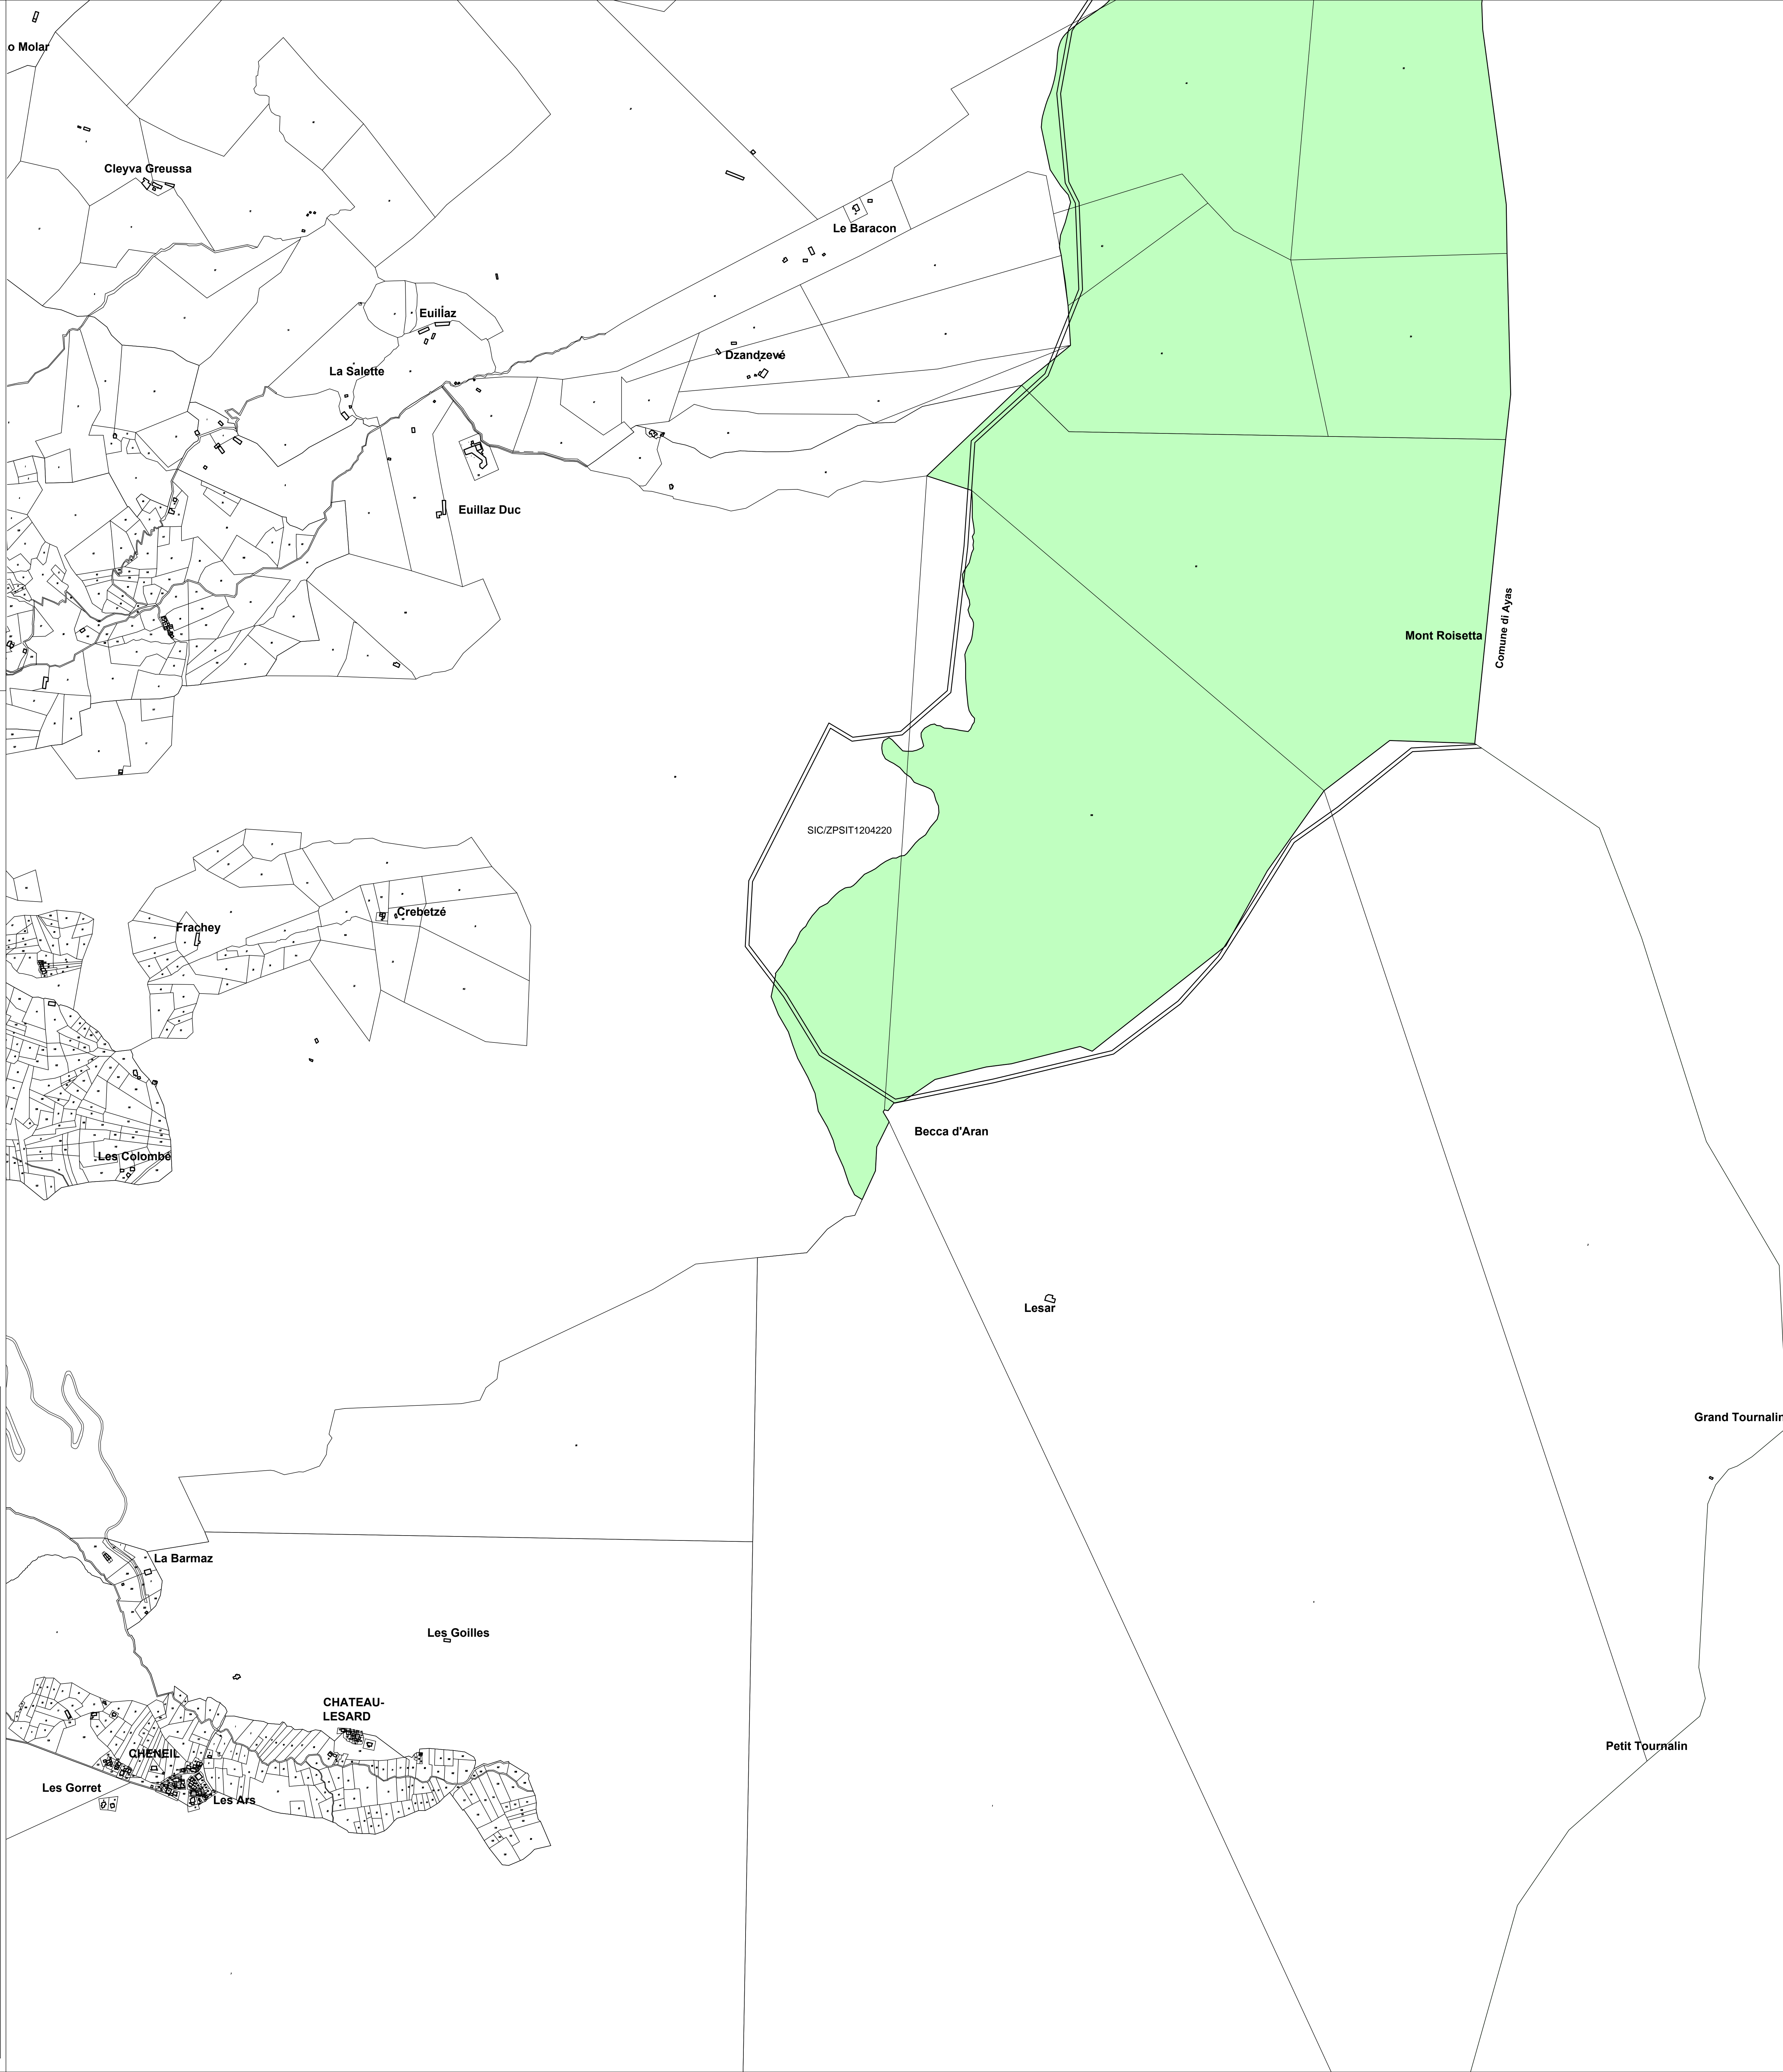 o Molar
Cleyva Greussa
Le Baracon
Euillaz
Dzandzevé
La Salette
Euillaz Duc
Comune di Ayas
Mont Roisetta
SIC/ZPSIT1204220
Crebetzé
Frachey
Becca d'Aran
Les Colombé
Lesar
Grand Tournalin
La Barmaz
Les Goilles
CHATEAU-
LESARD
Petit Tournalin
CHENEIL
Les Gorret
Les Ars